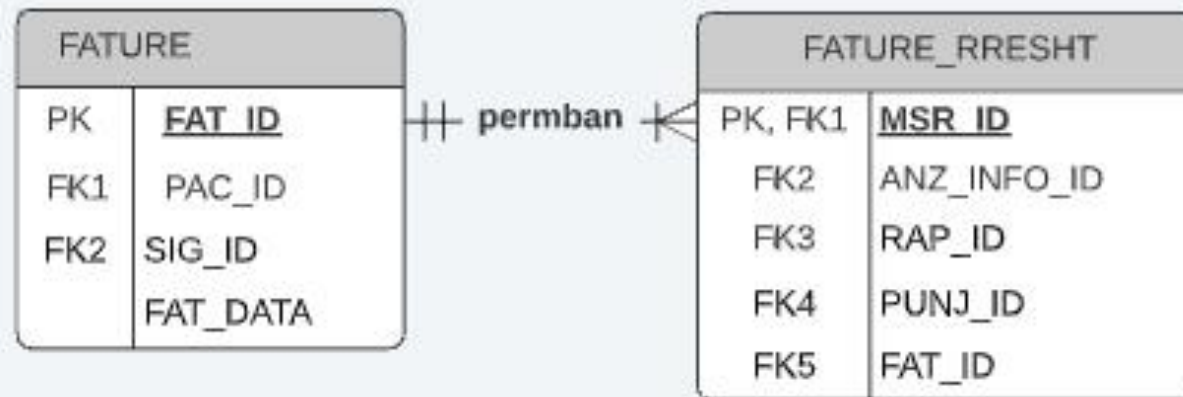 FATURE
PK FAT_ID
FK1 PAC_ID
FK2 SIG_ID
FAT_DATA
permban
FATURE_RRESHT
PK, FK1 MSR_ID
FK2 ANZ_INFO_ID
FK3 RAP_ID
FK4 PUNJ_ID
FK5 FAT_ID